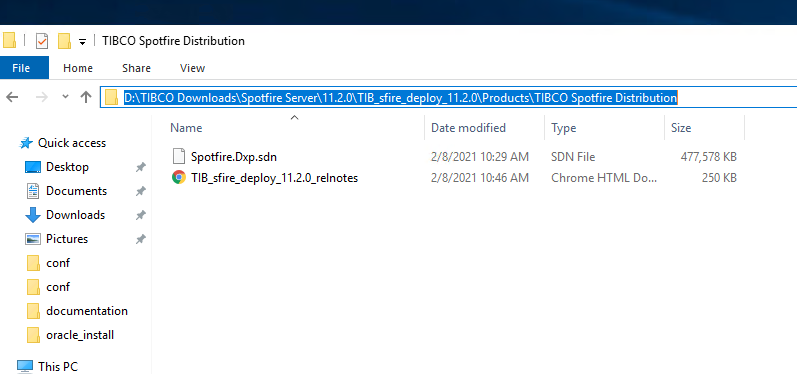 TIBCO Spotfire Distribution
File Home Share View
D:\TIBCO Downloads\Spotfire Server\11.2.0\TIB_sfire_deploy_11.2.0\Products\TIBCO Spotfire Distribution
Name Date modified Type Size
Quick access
Spotfire.Dxp.sdn 2/8/2021 10:29 AM SDN File 477,578 KB
Desktop
TIB_sfire_deploy_11.2.0_relnotes 2/8/2021 10:46 AM Chrome HTML Do... 250 KB
Documents
Downloads
Pictures
conf
conf
documentation
oracle_install
This PC